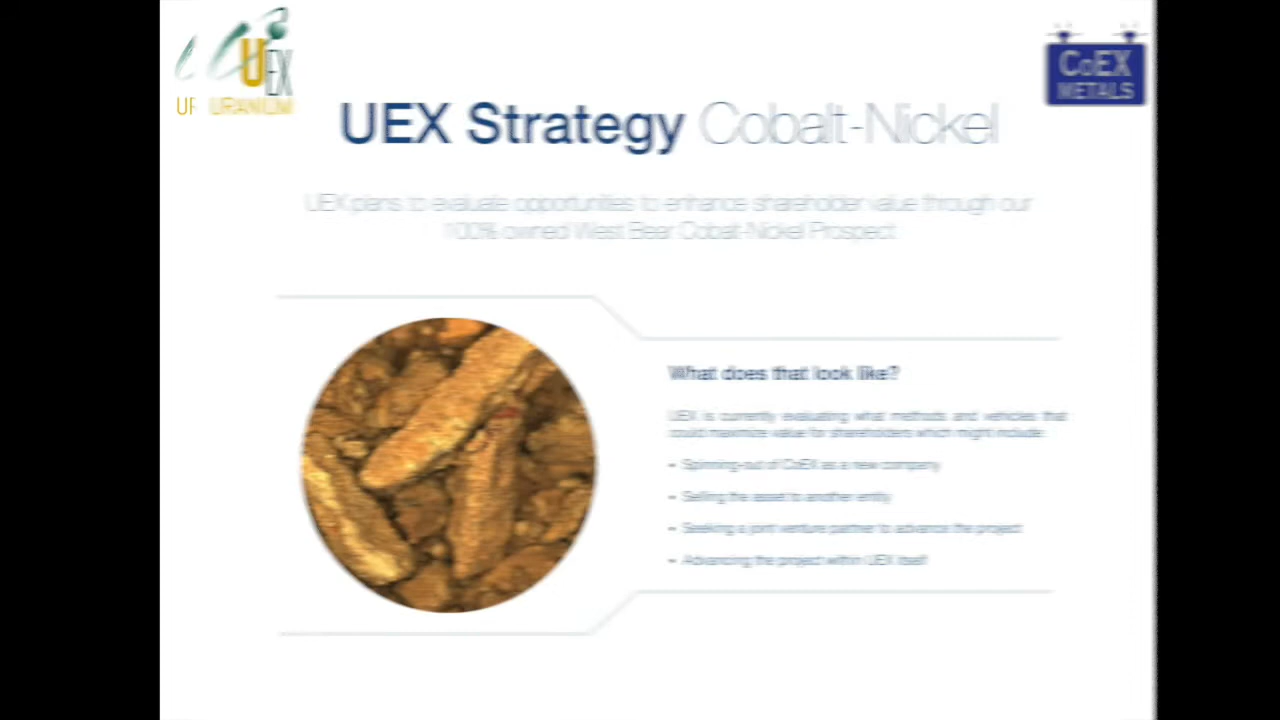 UEX
URANIUM
CoEX
METALS
UEX Strategy Cobalt-Nickel
UEX plans to evaluate opportunities to enhance shareholder value through our
100% owned West Bear Cobalt-Nickel Prospect
What does that look like?
UEX is currently evaluating what methods and vehicles that
could maximize value for shareholders which might include:
- Spinning out of CoEX as a new company
- Selling the asset to another entity
- Seeking a joint venture partner to advance the project
- Advancing the project within UEX itself